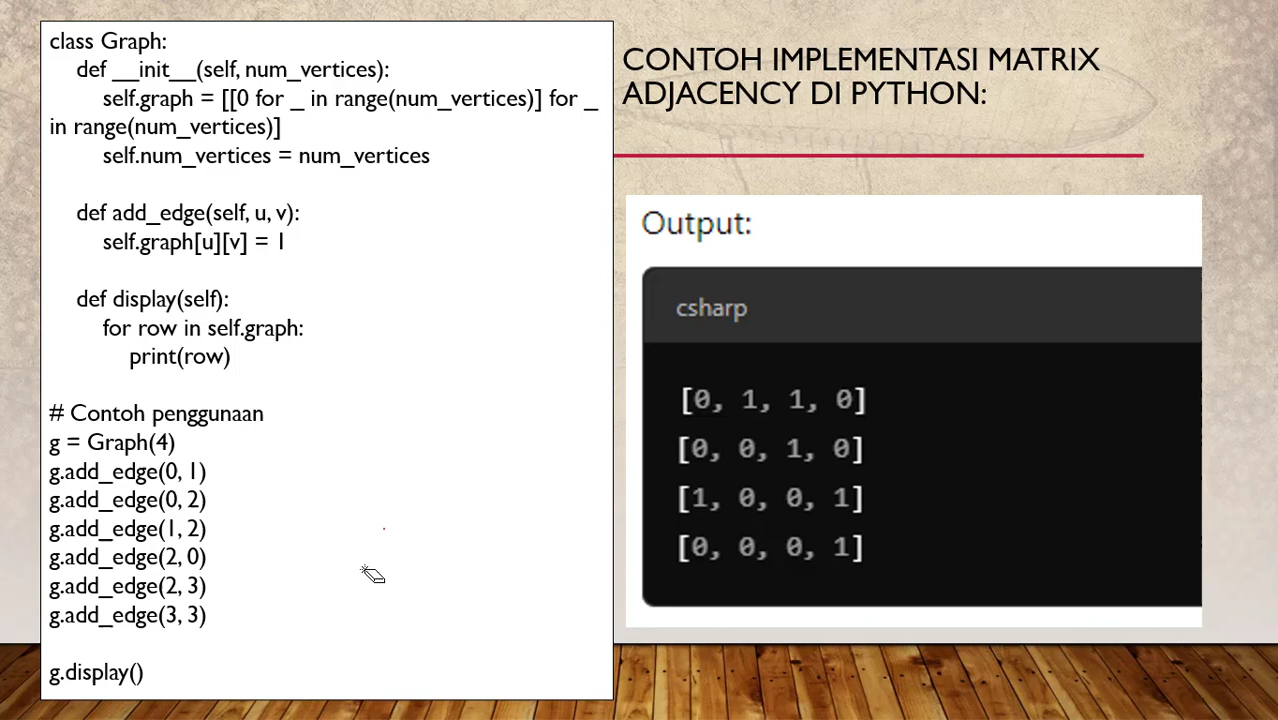 class Graph:
def __init__(self, num_vertices):
self.graph = [[0 for _ in range(num_vertices)] for _
in range(num_vertices)]
self.num_vertices = num_vertices
def add_edge(self, u, v):
self.graph[u][v] = 1
def display(self):
for row in self.graph:
print(row)
# Contoh penggunaan
g = Graph(4)
g.add_edge(0, 1)
g.add_edge(0, 2)
g.add_edge(1, 2)
g.add_edge(2, 0)
g.add_edge(2, 3)
g.add_edge(3, 3)
g.display()
CONTOH IMPLEMENTASI MATRIX
ADJACENCY DI PYTHON:
Output:
csharp
[0, 1, 1, 0]
[0, 0, 1, 0]
[1, 0, 0, 1]
[0, 0, 0, 1]